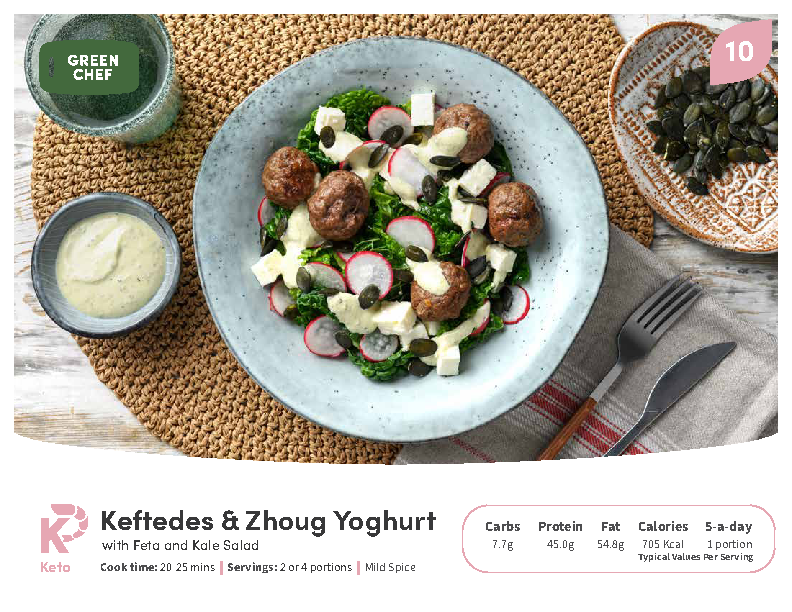 GREEN
CHEF
10
Keftedes & Zhoug Yoghurt
with Feta and Kale Salad
Keto
Cook time: 20 25 mins | Servings: 2 or 4 portions | Mild Spice
Carbs Protein Fat Calories 5-a-day
7.7g 45.0g 54.8g 705 Kcal 1 portion
Typical Values Per Serving